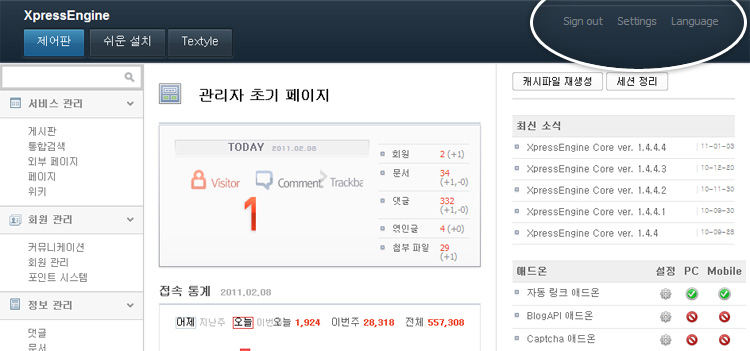 XpressEngine
Sign out Settings Language
제어판 쉬운 설치 Textyle
서비스 관리
게시판
통합검색
외부 페이지
페이지
위키
회원 관리
커뮤니케이션
회원 관리
포인트 시스템
정보 관리
댓글
문서
관리자 초기 페이지
TODAY 2011.02.08
Visitor Comment Trackba
1
회원 2 (+1)
문서 34
(+1,-0)
댓글 332
(+1,-0)
엮인글 4 (+0)
첨부 파일 29
(+1)
접속 통계 2011.02.08
어제 지난주 오늘 이번 오늘 1,924 이번주 28,318 전체 557,308
캐시파일 재생성 세션 정리
최신 소식
XpressEngine Core ver. 1.4.4.4 11-01-03
XpressEngine Core ver. 1.4.4.3 10-12-20
XpressEngine Core ver. 1.4.4.2 10-11-30
XpressEngine Core ver. 1.4.4.1 10-09-30
XpressEngine Core ver. 1.4.4 10-09-28
애드온 설정 PC Mobile
자동 링크 애드온
BlogAPI 애드온
Captcha 애드온